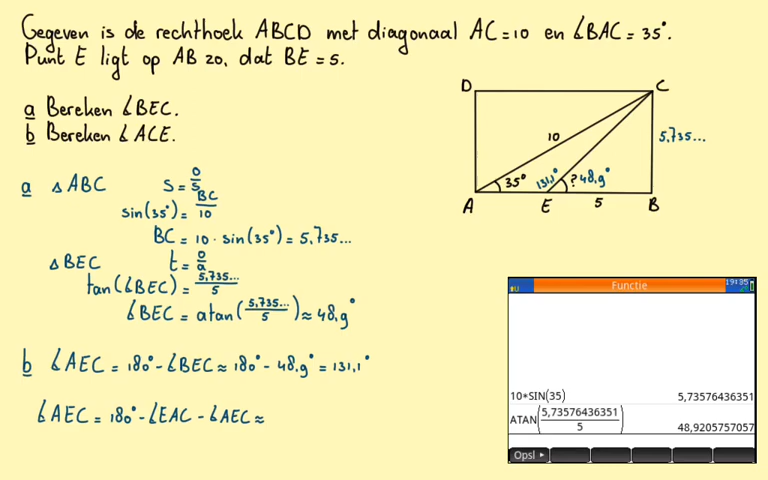 Gegeven is de rechthoek ABCD met diagonaal AC = 10 en ∠BAC = 35°.
Punt E ligt op AB zo, dat BE = 5.
a Bereken ∠BEC.
b Bereken ∠ACE.
D C
10 5,735...
35° 131,1° ? 48,9°
A E 5 B
a △ABC s = o/s
sin(35°) = BC/10
BC = 10 · sin(35°) = 5,735...
△BEC t = o/a
tan(∠BEC) = 5,735.../5
∠BEC = atan(5,735.../5) ≈ 48,9°
b ∠AEC = 180° - ∠BEC ≈ 180° - 48,9° = 131,1°
∠AEC = 180° - ∠EAC - ∠AEC ≈
Functie 19:35
10*SIN(35) 5,73576436351
ATAN(5,73576436351/5) 48,9205757057
Opsl ▸